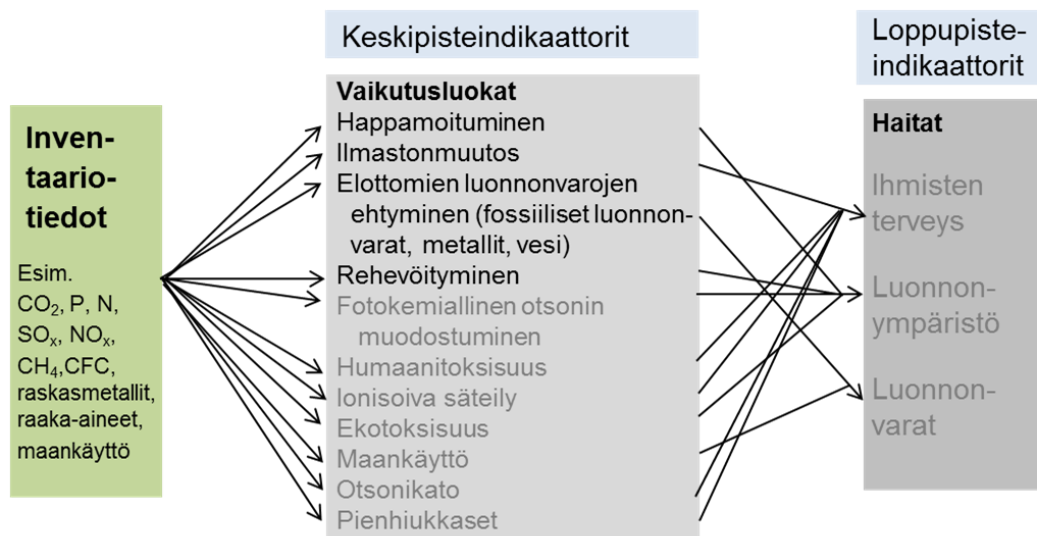 Inven-
taario-
tiedot
Esim.
CO₂, P, N,
SOₓ, NOₓ,
CH₄,CFC,
raskasmetallit,
raaka-aineet,
maankäyttö
Keskipisteindikaattorit
Vaikutusluokat
Happamoituminen
Ilmastonmuutos
Elottomien luonnonvarojen
ehtyminen (fossiiliset luonnon-
varat, metallit, vesi)
Rehevöityminen
Fotokemiallinen otsonin
muodostuminen
Humaanitoksisuus
Ionisoiva säteily
Ekotoksisuus
Maankäyttö
Otsonikato
Pienhiukkaset
Loppupiste-
indikaattorit
Haitat
Ihmisten
terveys
Luonnon-
ympäristö
Luonnon-
varat